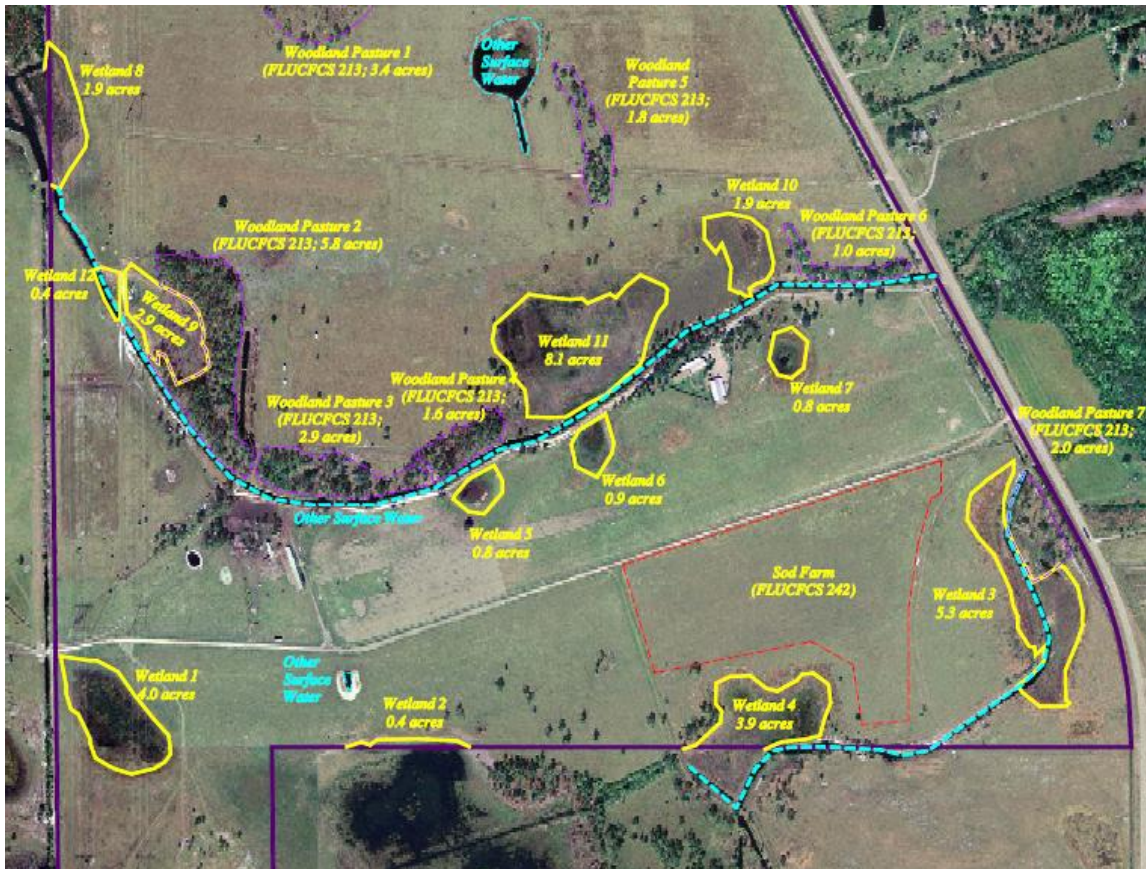 Woodland Pasture 1
(FLUCFCS 213; 3.4 acres)
Other
Surface
Water
Woodland
Pasture 5
(FLUCFCS 213;
1.8 acres)
Wetland 8
1.9 acres
Wetland 10
1.9 acres
Woodland Pasture 6
(FLUCFCS 213;
1.0 acres)
Woodland Pasture 2
(FLUCFCS 213; 5.8 acres)
Wetland 12
0.4 acres
Wetland 9
2.9 acres
Wetland 11
8.1 acres
Wetland 7
0.8 acres
Woodland Pasture 4
(FLUCFCS 213;
1.6 acres)
Woodland Pasture 3
(FLUCFCS 213;
2.9 acres)
Woodland Pasture 7
(FLUCFCS 213;
2.0 acres)
Wetland 6
0.9 acres
Other Surface Water
Wetland 5
0.8 acres
Sod Farm
(FLUCFCS 242)
Wetland 3
5.3 acres
Other
Surface
Water
Wetland 1
4.0 acres
Wetland 2
0.4 acres
Wetland 4
3.9 acres